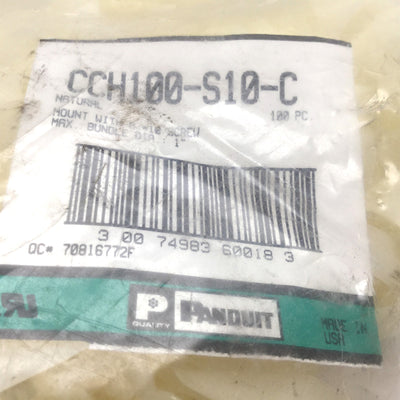 CCH100-S10-C
NATURAL 100 PC.
MOUNT WITH #10 SCREW
MAX. BUNDLE DIA. 1"
3 00 74983 60018 3
QC# 70816772F
P PANDUIT
QUALITY
MADE IN
USA